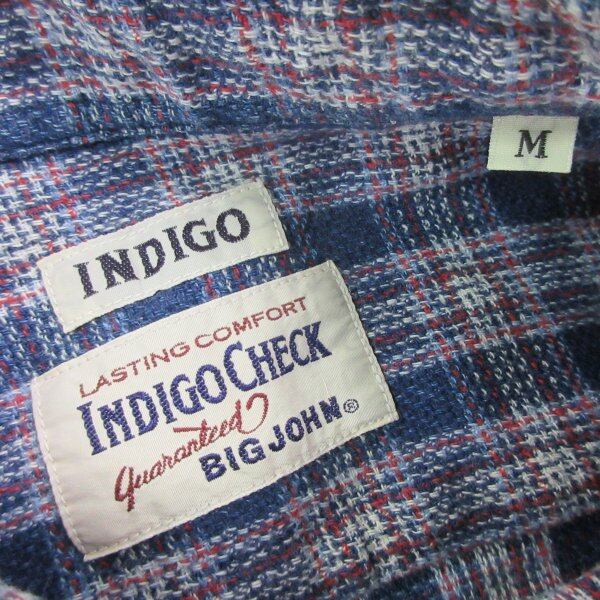 M
INDIGO
LASTING COMFORT
INDIGO CHECK
guaranteed
BIG JOHN®